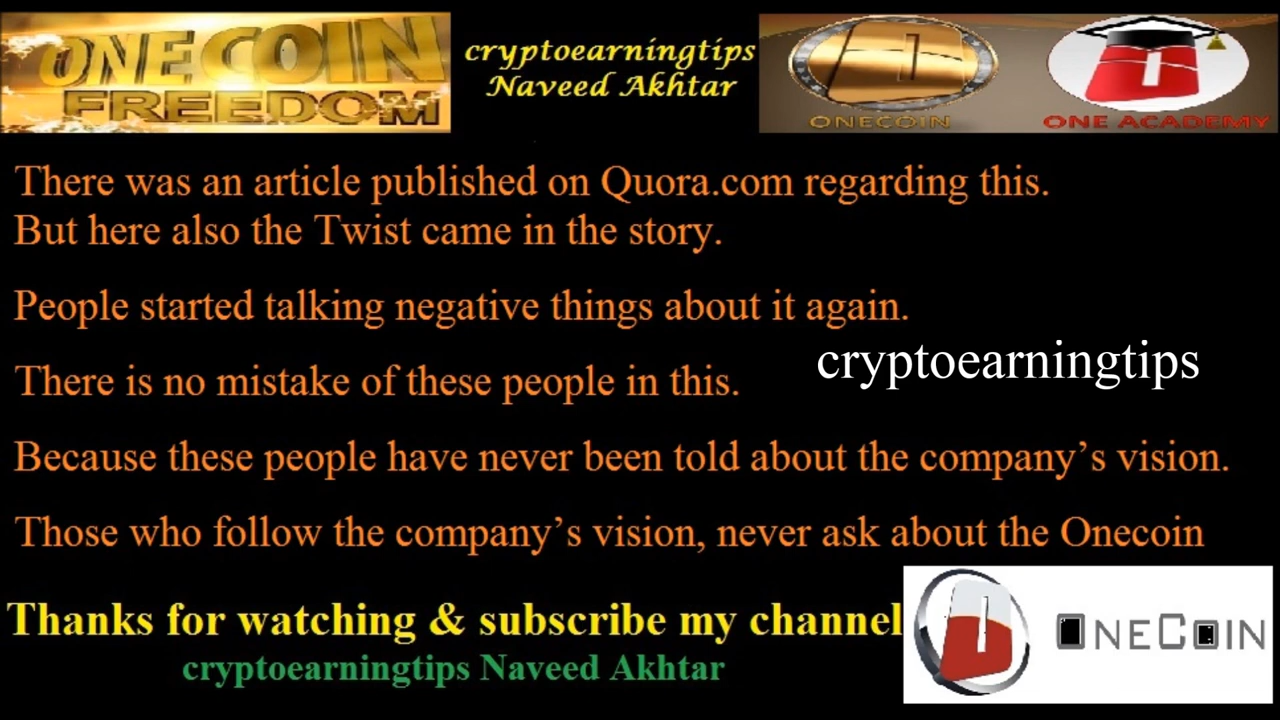 ONE COIN
FREEDOM
cryptoearningtips
Naveed Akhtar
ONECOIN
ONE ACADEMY
There was an article published on Quora.com regarding this.
But here also the Twist came in the story.
People started talking negative things about it again.
cryptoearningtips
There is no mistake of these people in this.
Because these people have never been told about the company’s vision.
Those who follow the company’s vision, never ask about the Onecoin
Thanks for watching & subscribe my channel
cryptoearningtips Naveed Akhtar
ONECOIN